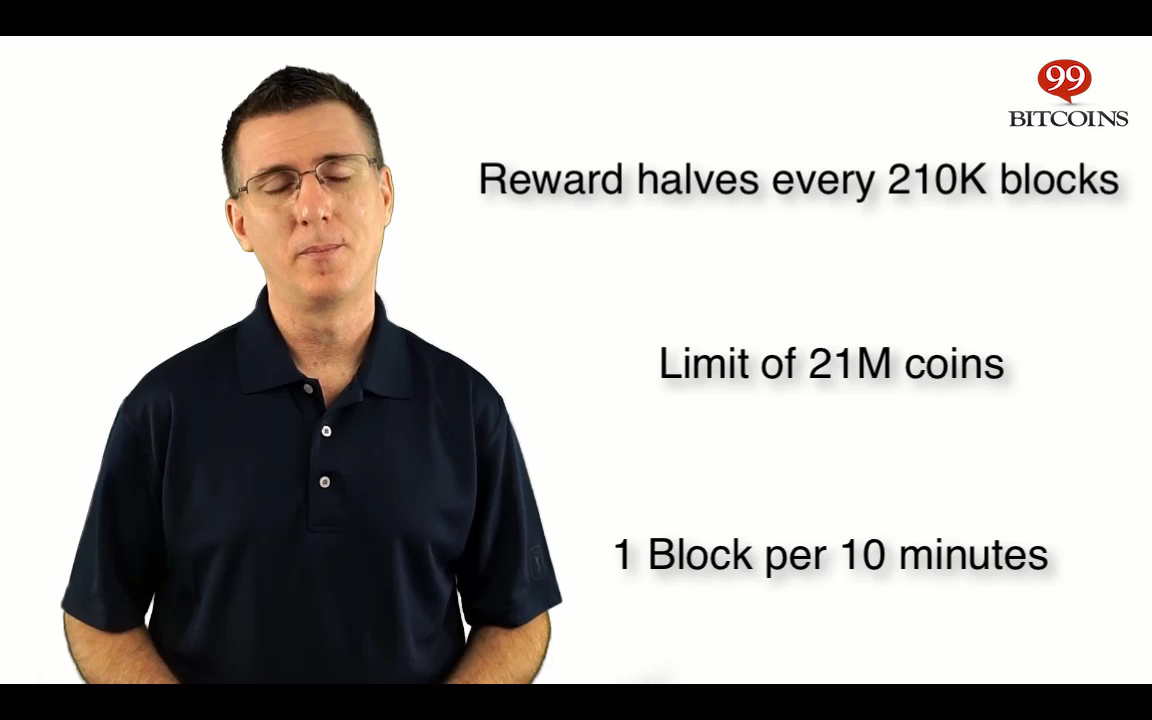 99
BITCOINS
Reward halves every 210K blocks
Limit of 21M coins
1 Block per 10 minutes